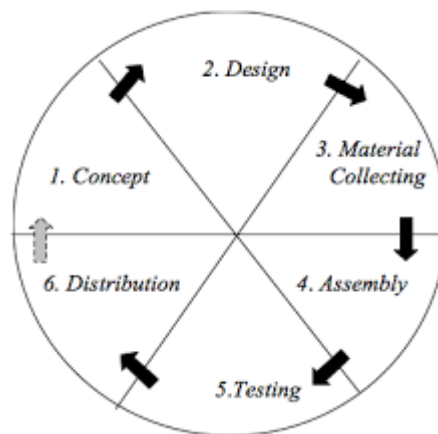 2. Design
3. Material
Collecting
1. Concept
6. Distribution
4. Assembly
5.Testing